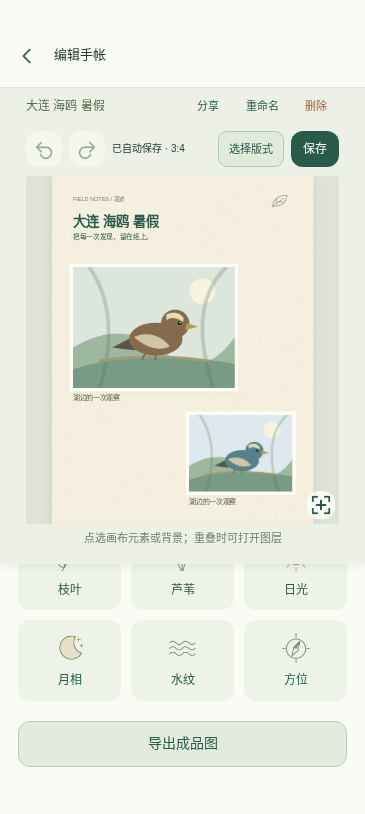 编辑手帐
大连 海鸥 暑假
分享
重命名
删除
已自动保存 · 3:4
选择版式
保存
FIELD NOTES / 混迹
大连 海鸥 暑假
把每一次发现，留在纸上。
湖边的一次观察
湖边的一次观察
点选画布元素或背景；重叠时可打开图层
枝叶
芦苇
日光
月相
水纹
方位
导出成品图